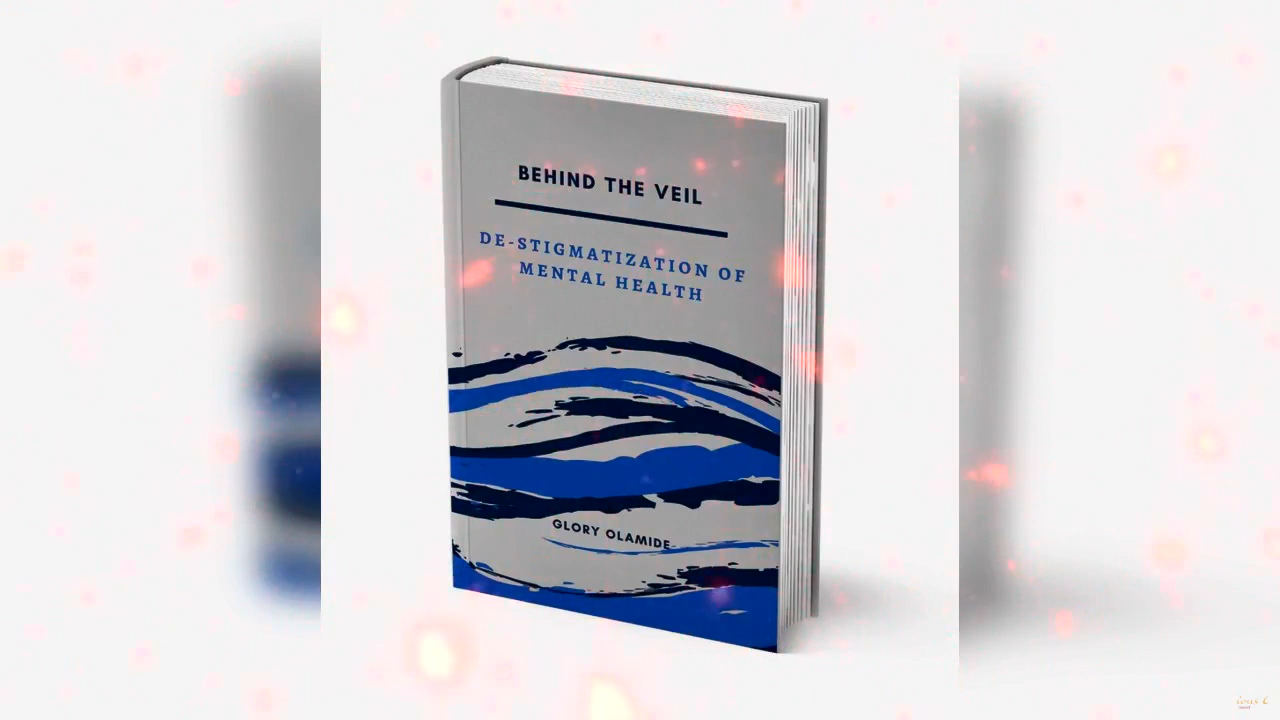 BEHIND THE VEIL
DE-STIGMATIZATION OF
MENTAL HEALTH
GLORY OLAMIDE